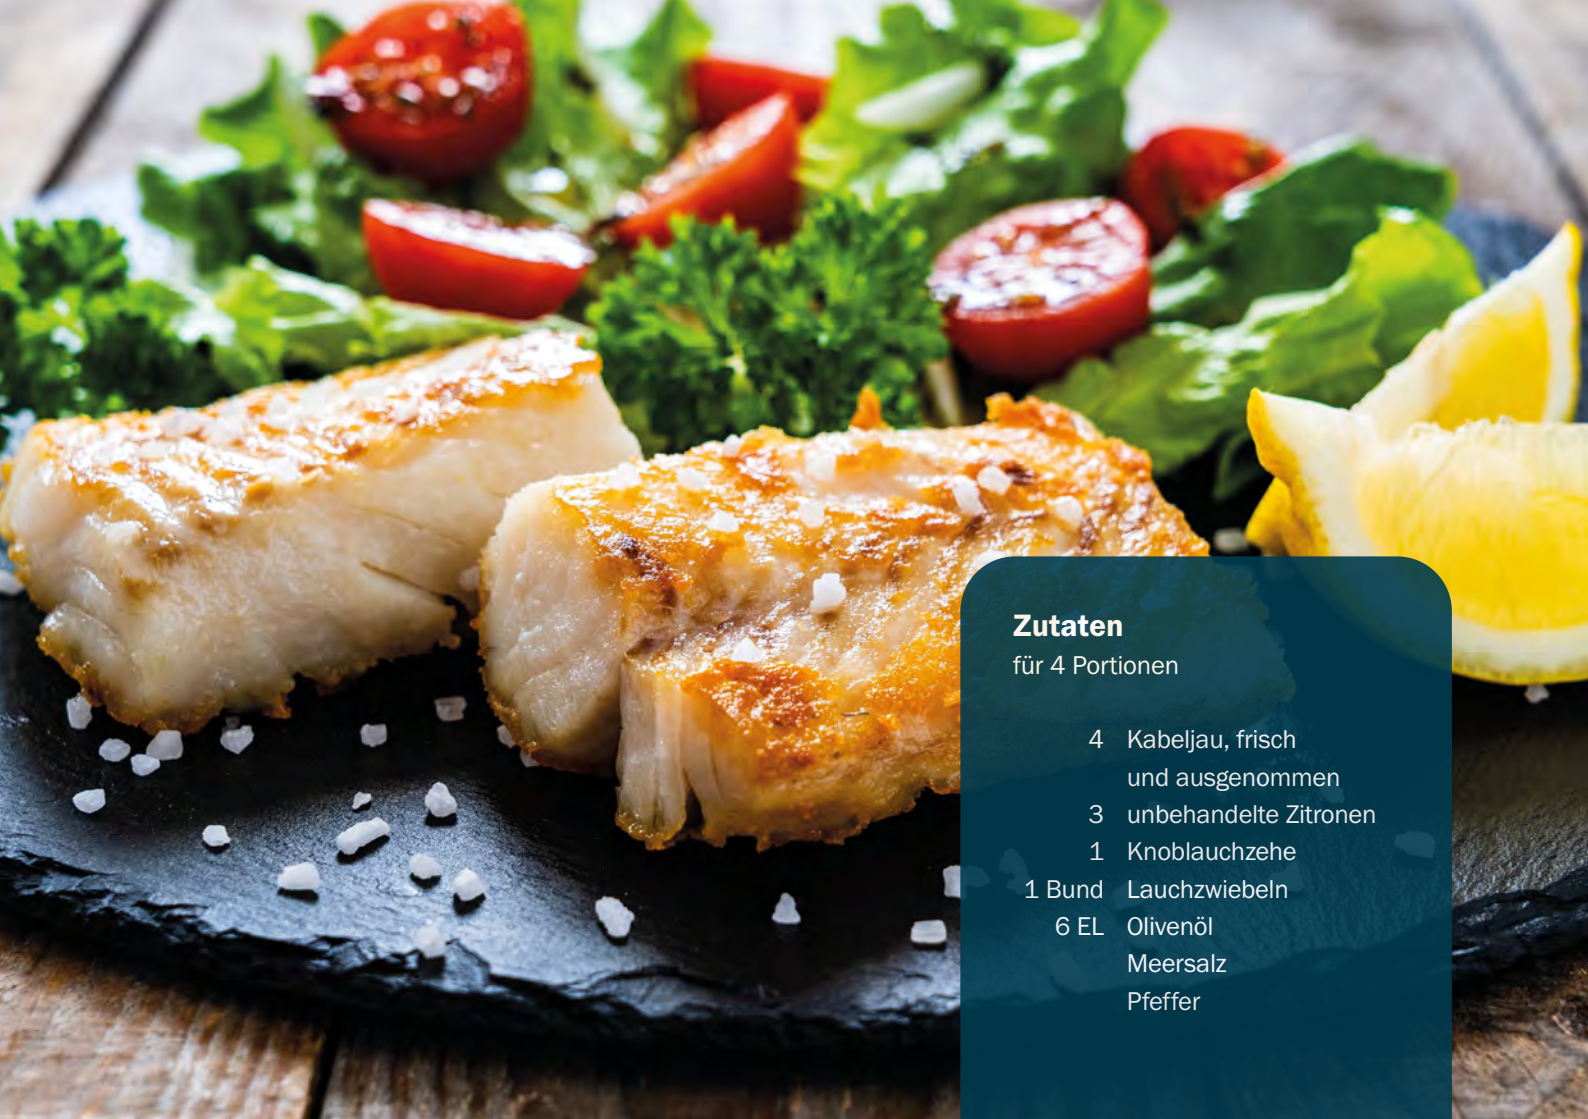 Zutaten
für 4 Portionen
4 Kabeljau, frisch
und ausgenommen
3 unbehandelte Zitronen
1 Knoblauchzehe
1 Bund Lauchzwiebeln
6 EL Olivenöl
Meersalz
Pfeffer